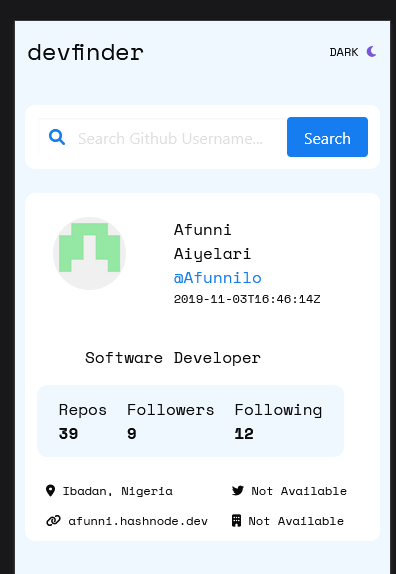 devfinder
DARK
Search Github Username...
Search
Afunni
Aiyelari
@Afunnilo
2019-11-03T16:46:14Z
Software Developer
Repos Followers Following
39 9 12
Ibadan, Nigeria Not Available
afunni.hashnode.dev Not Available